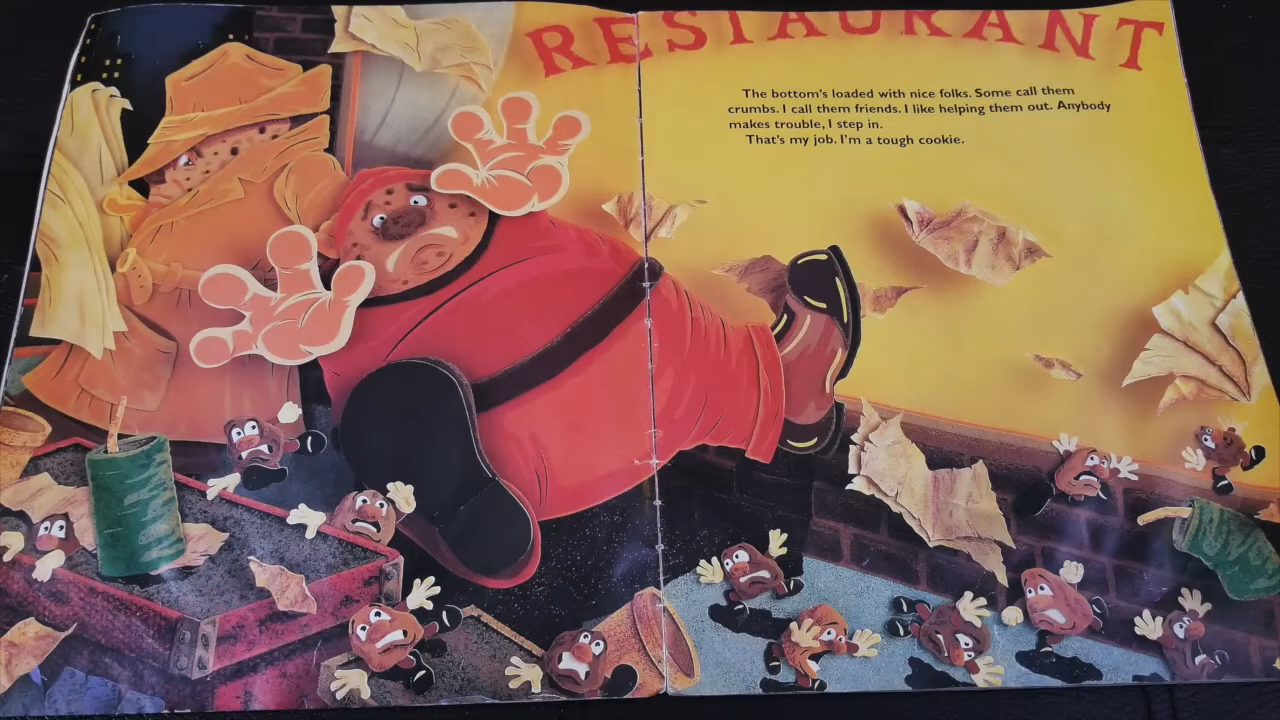 RESTAURANT
The bottom's loaded with nice folks. Some call them
crumbs. I call them friends. I like helping them out. Anybody
makes trouble, I step in.
That's my job. I'm a tough cookie.